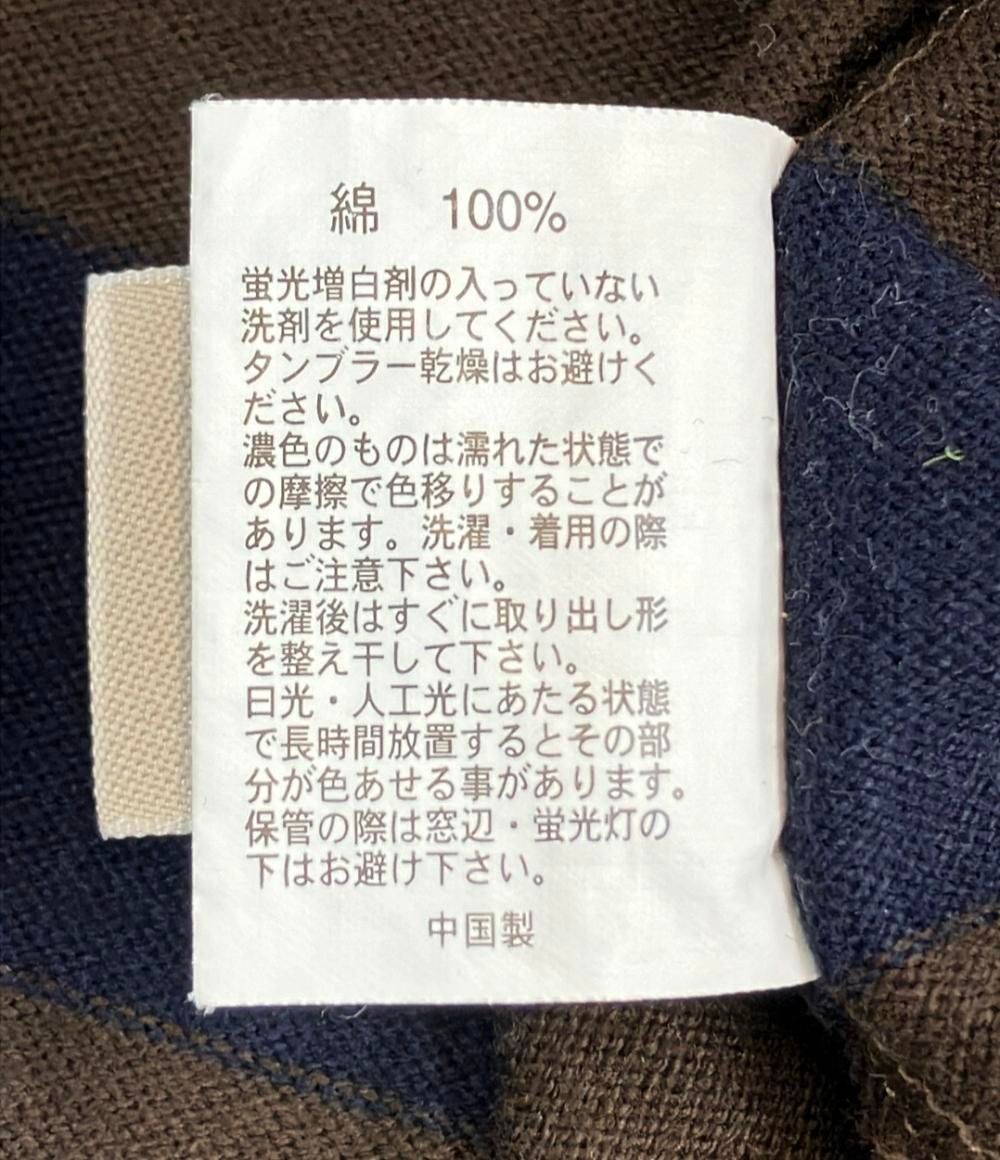 綿 100%
蛍光増白剤の入っていない
洗剤を使用してください。
タンブラー乾燥はお避けく
ださい。
濃色のものは濡れた状態で
の摩擦で色移りすることが
あります。洗濯・着用の際
はご注意下さい。
洗濯後はすぐに取り出し形
を整え干して下さい。
日光・人工光にあたる状態
で長時間放置するとその部
分が色あせる事があります。
保管の際は窓辺・蛍光灯の
下はお避け下さい。
中国製